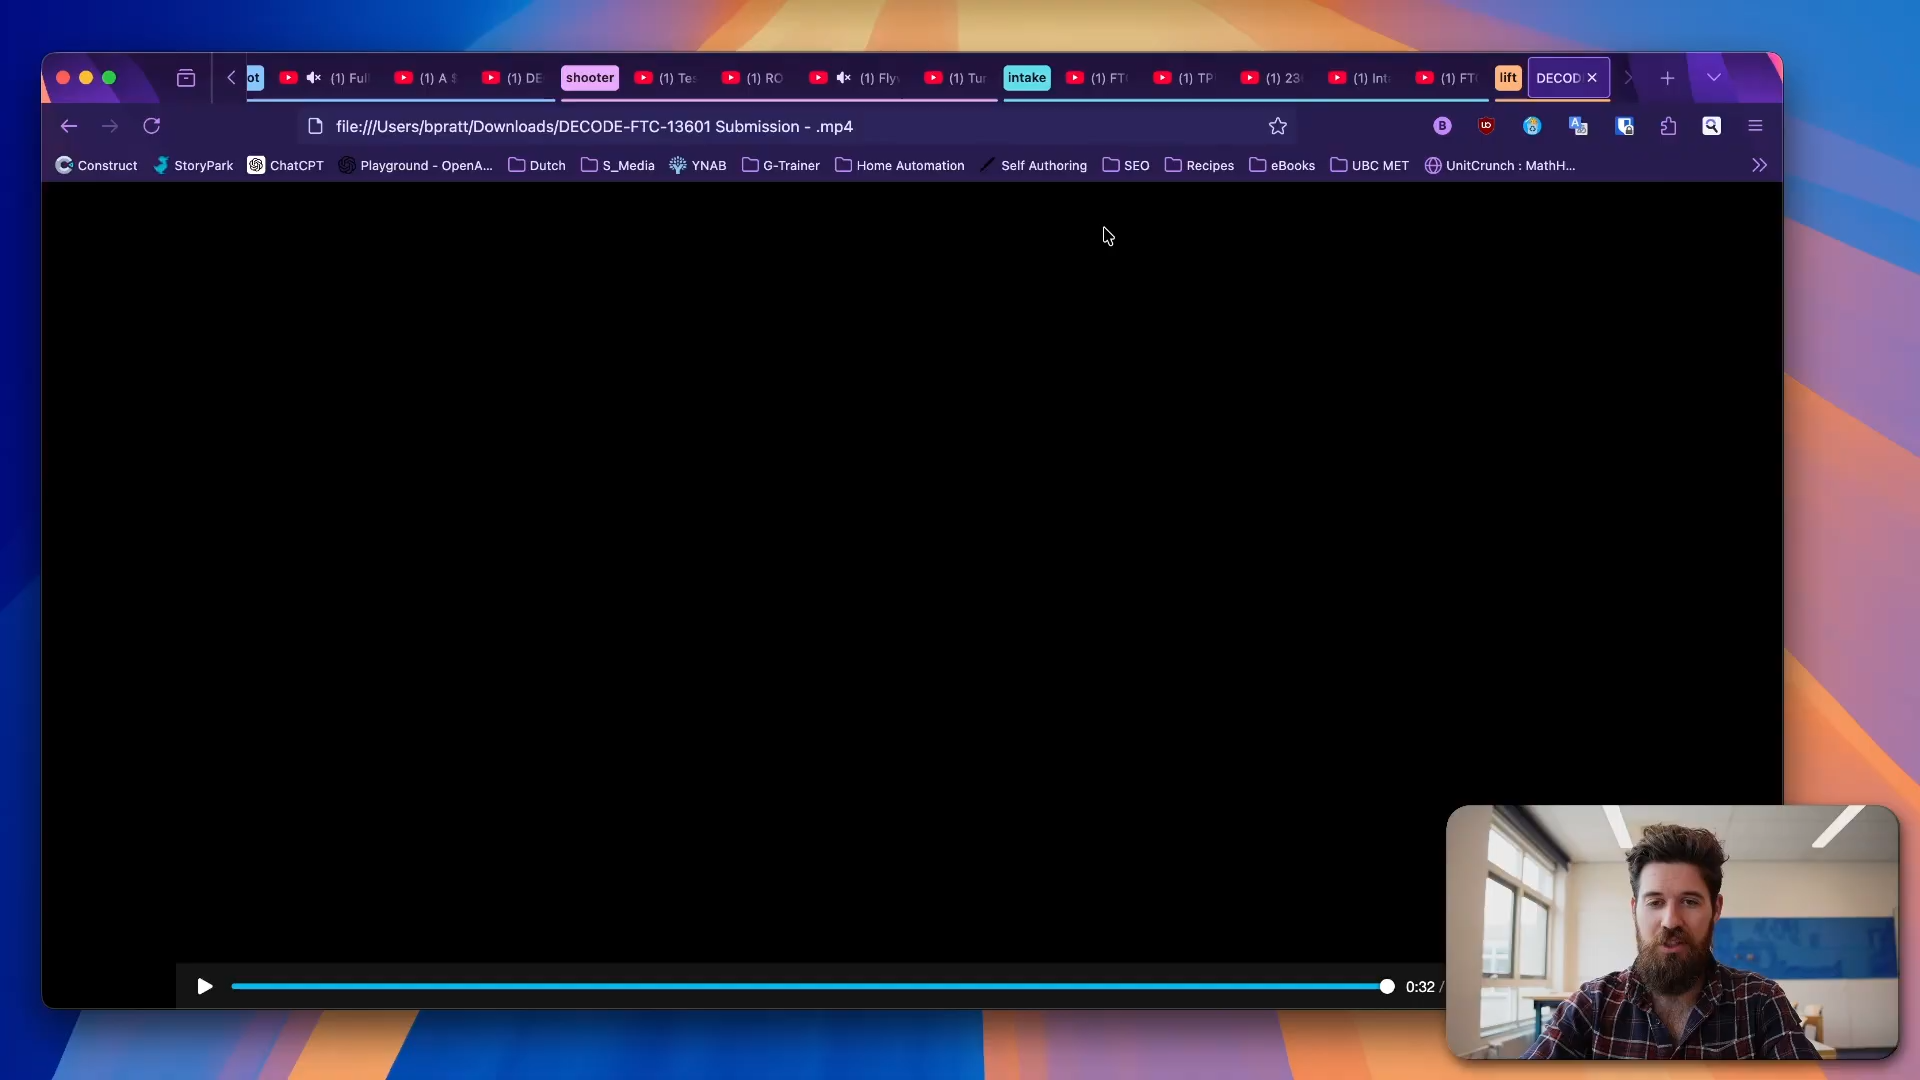 ot (1) Ful (1) A $ (1) DE shooter (1) Tes (1) RO (1) Fly (1) Tur intake (1) FT (1) TP (1) 23 (1) Int (1) FT lift DECOD
file:///Users/bpratt/Downloads/DECODE-FTC-13601 Submission - .mp4
Construct StoryPark ChatCPT Playground - OpenA... Dutch S_Media YNAB G-Trainer Home Automation Self Authoring SEO Recipes eBooks UBC MET UnitCrunch : MathH...
0:32 /